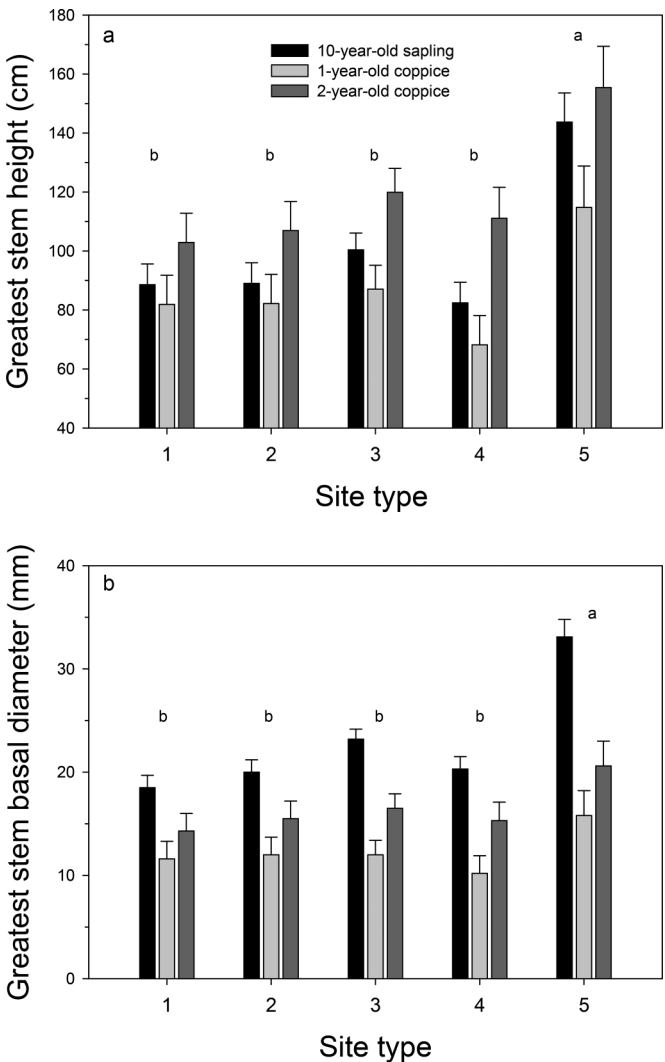 180
a
a
10-year-old sapling
160
1-year-old coppice
2-year-old coppice
140
b b b b
120
100
80
60
40
Greatest stem height (cm)
1 2 3 4 5
Site type
40
b
a
30
b b b b
20
10
0
Greatest stem basal diameter (mm)
1 2 3 4 5
Site type